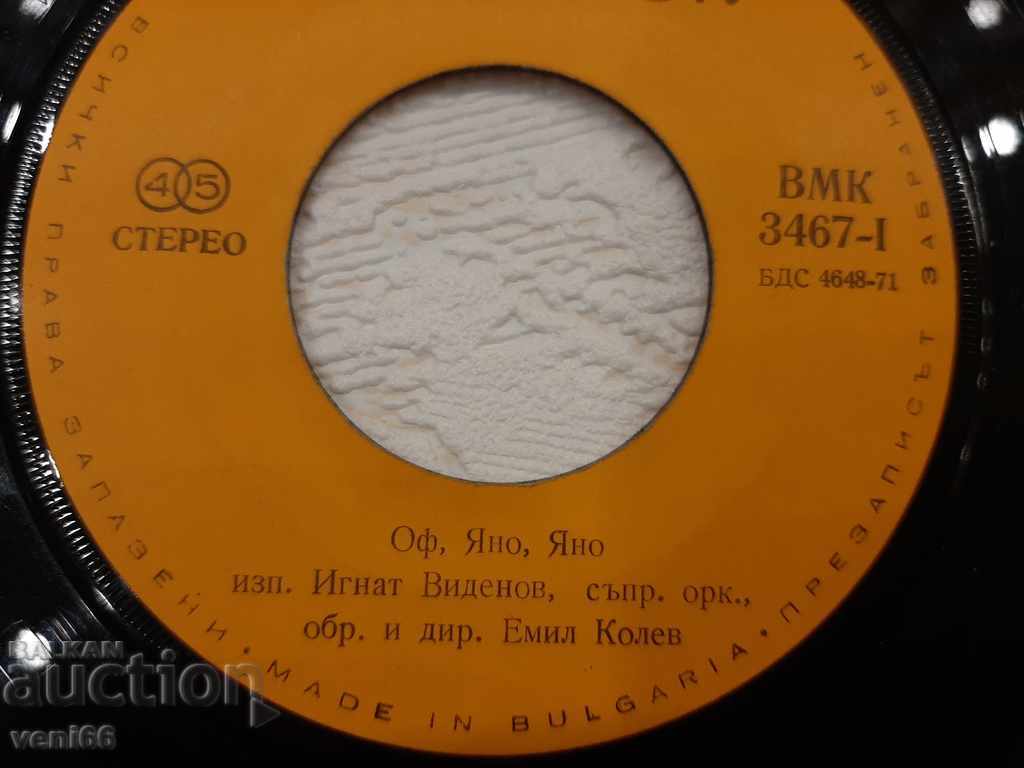 45
СТЕРЕО
ВМК
3467-I
БДС 4648-71
Оф, Яно, Яно
изп. Игнат Виденов, съпр. орк.,
обр. и дир. Емил Колев
ВСИЧКИ ПРАВА ЗАПАЗЕНИ • MADE IN BULGARIA • ПРЕЗАПИСЪТ ЗАБРАНЕН
BALKAN
auction
veni66